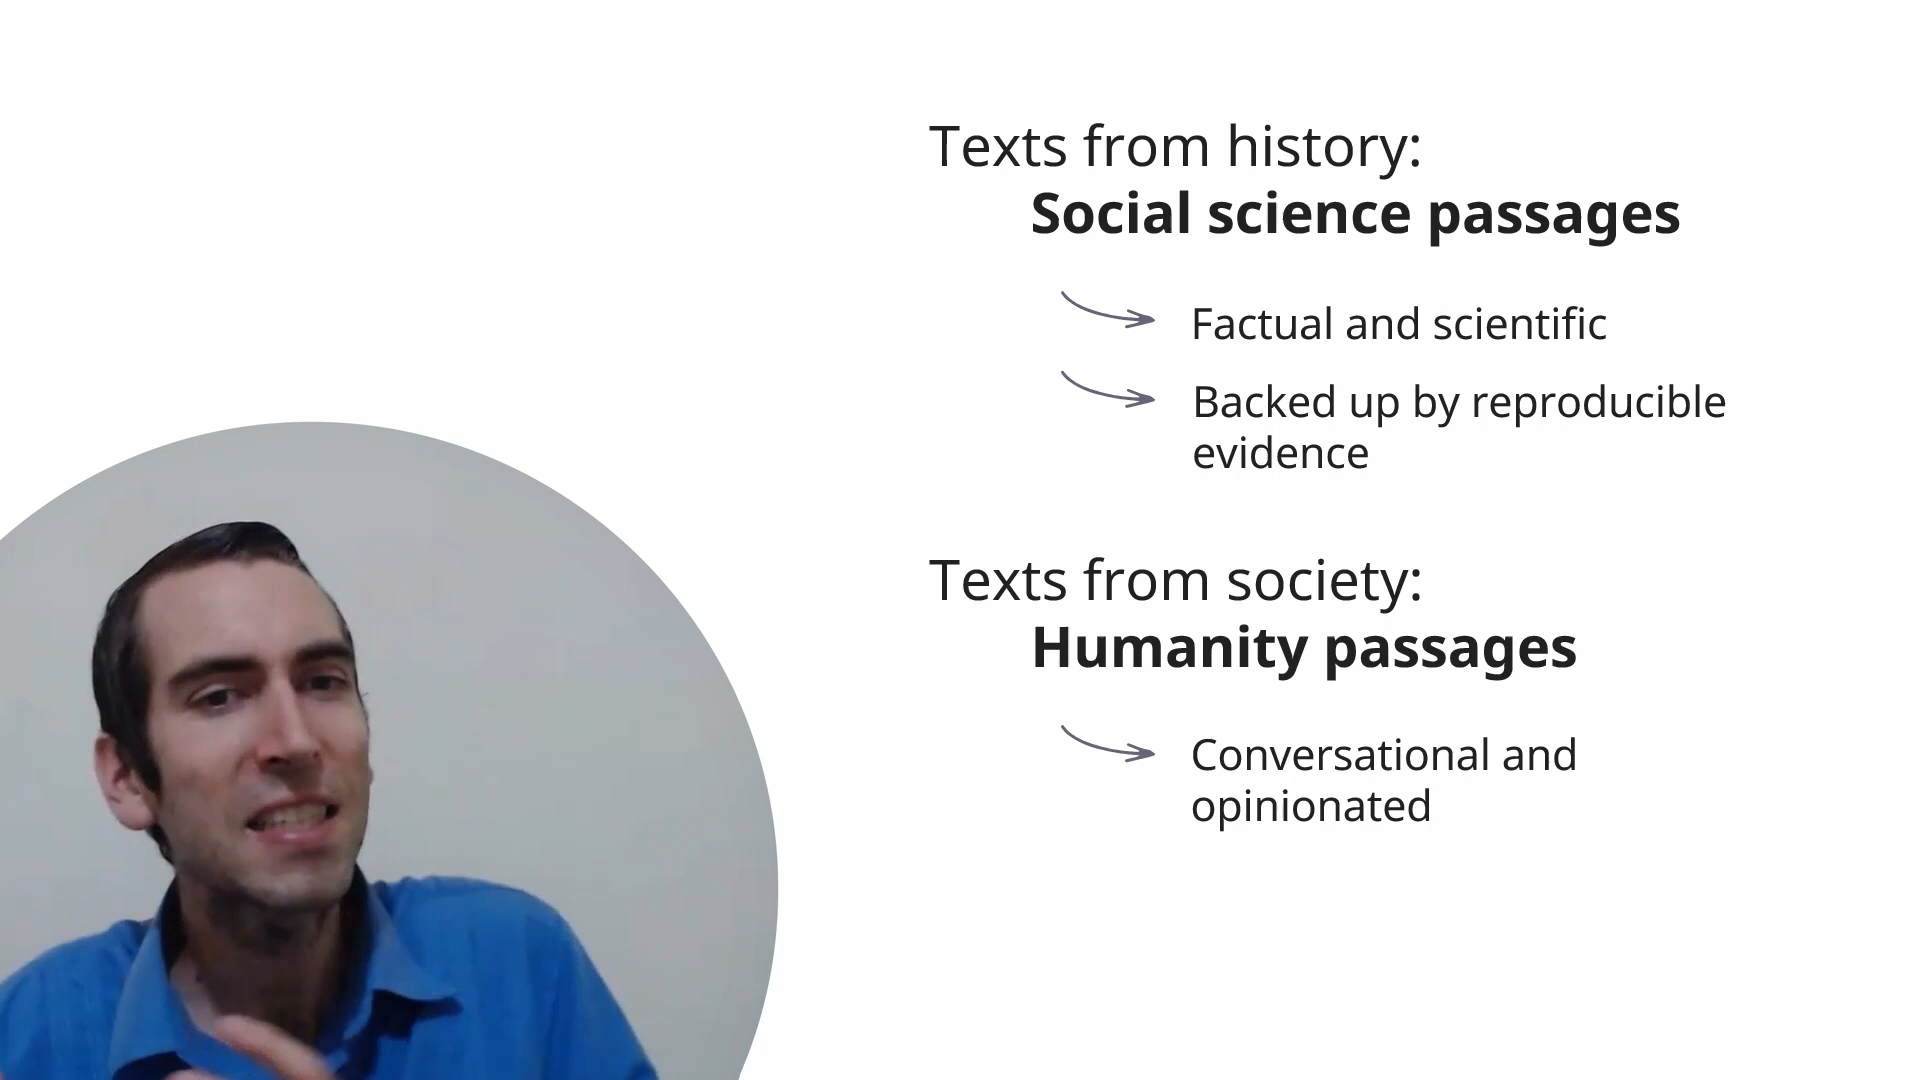 Texts from history:
Social science passages
Factual and scientific
Backed up by reproducible
evidence
Texts from society:
Humanity passages
Conversational and
opinionated